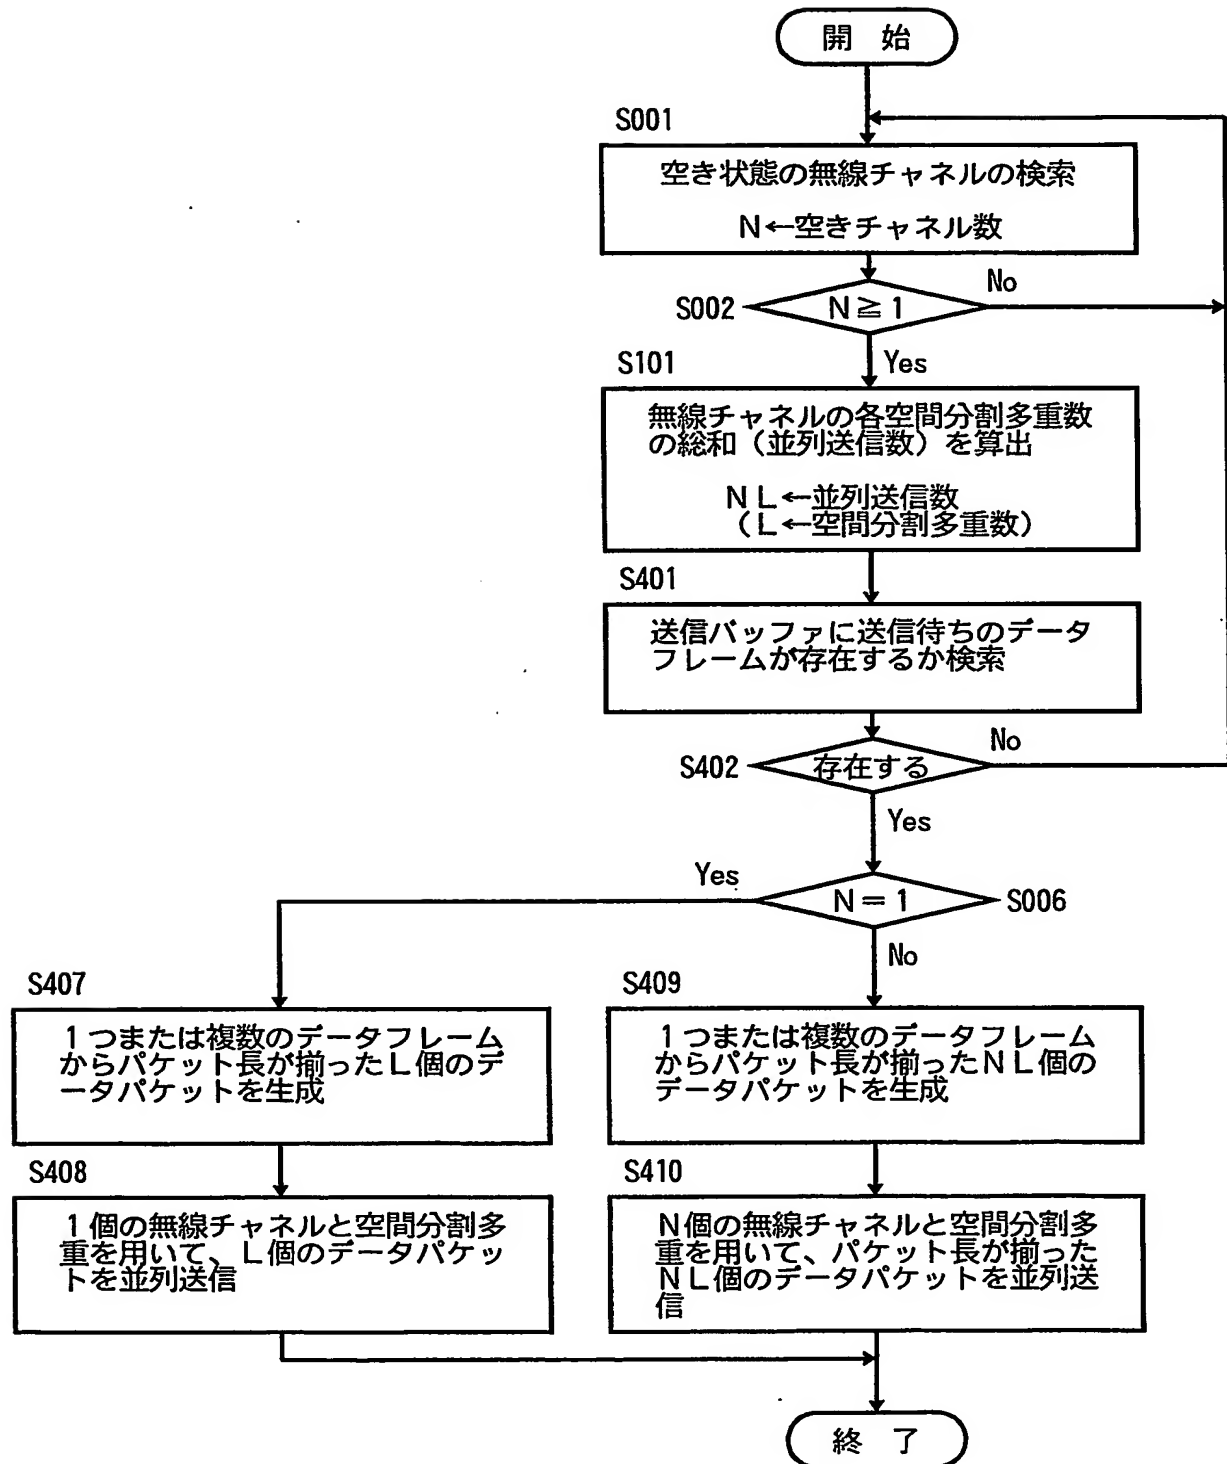 開 始
S001
空き状態の無線チャネルの検索
N←空きチャネル数
No
S002
N≧1
Yes
S101
無線チャネルの各空間分割多重数
の総和（並列送信数）を算出
NL←並列送信数
（L←空間分割多重数）
S401
送信バッファに送信待ちのデータ
フレームが存在するか検索
No
S402
存在する
Yes
Yes
N＝1
S006
No
S407
1つまたは複数のデータフレーム
からパケット長が揃ったL個のデ
ータパケットを生成
S409
1つまたは複数のデータフレーム
からパケット長が揃ったNL個の
データパケットを生成
S408
1個の無線チャネルと空間分割多
重を用いて、L個のデータパケッ
トを並列送信
S410
N個の無線チャネルと空間分割多
重を用いて、パケット長が揃った
NL個のデータパケットを並列送
信
終 了